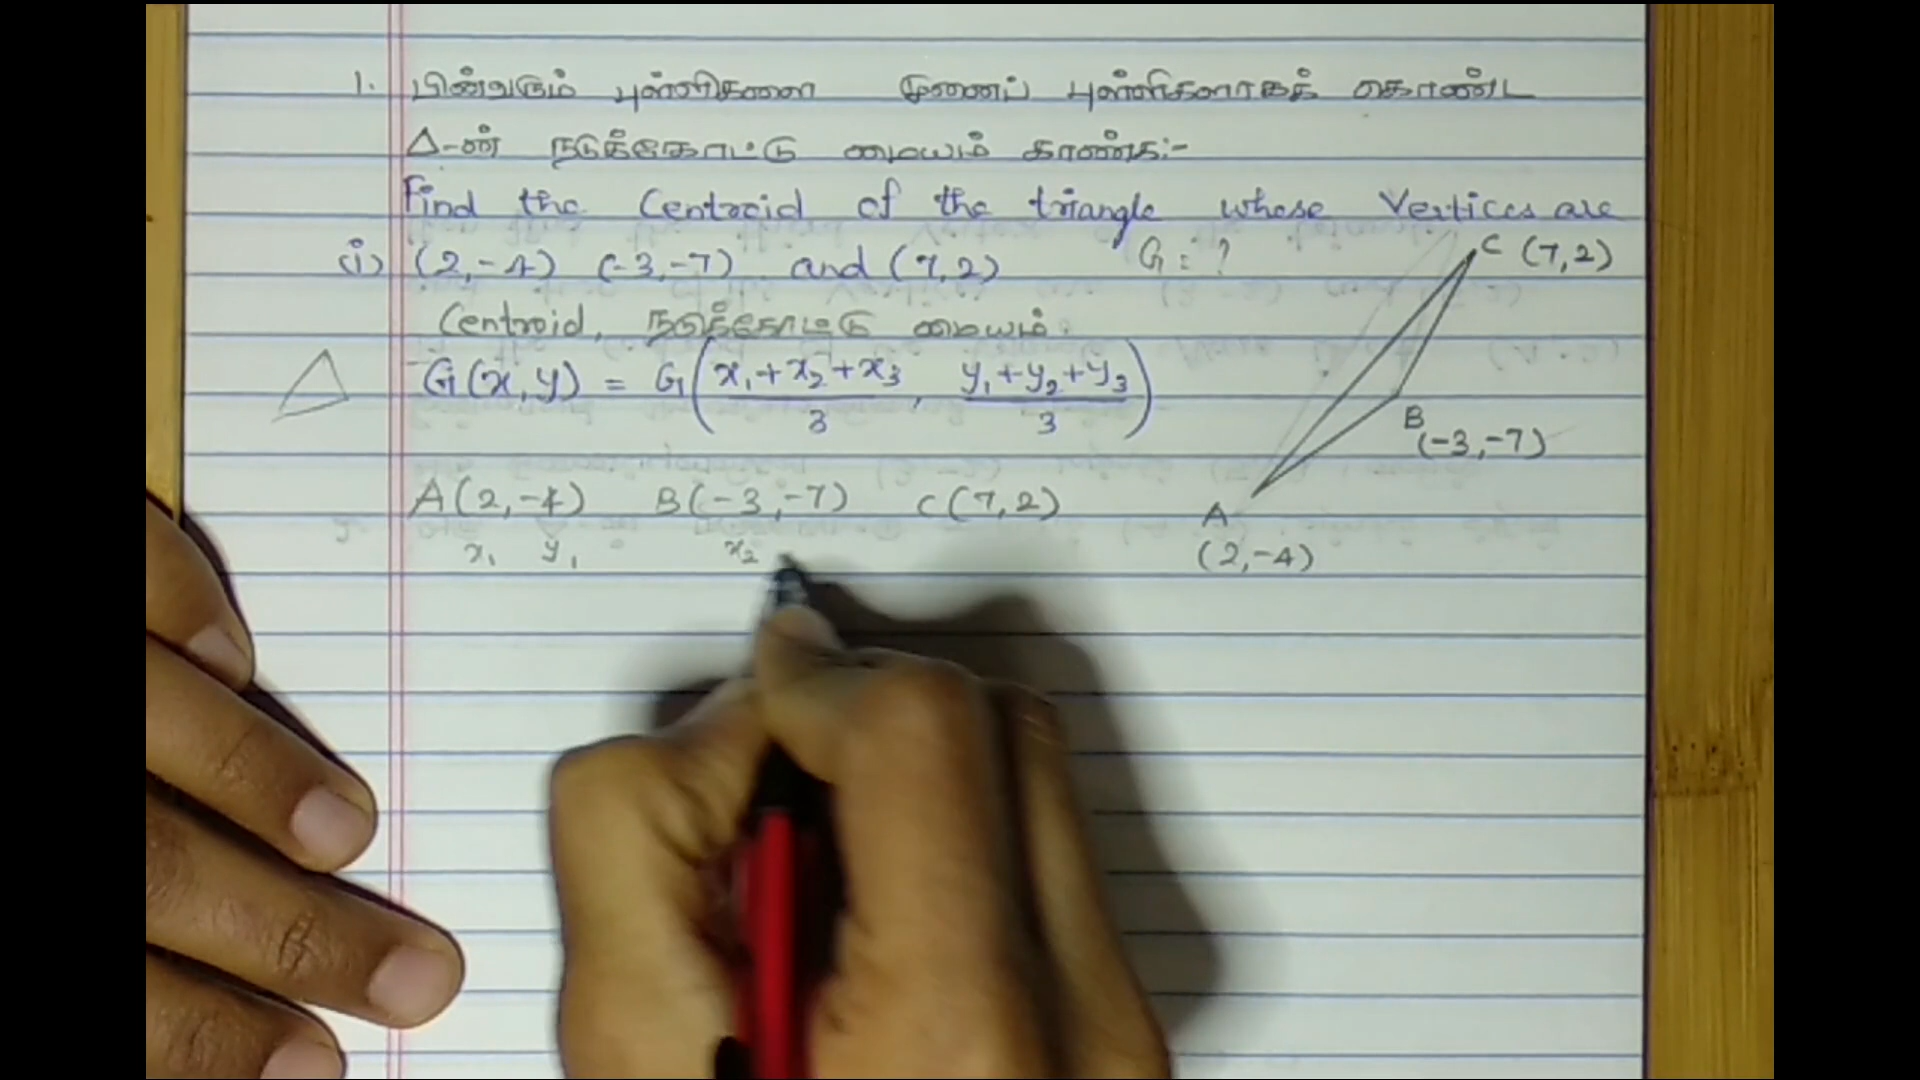 1. பின்வரும் புள்ளிகளை முனைப் புள்ளிகளாகக் கொண்ட
Δ-ன் நடுக்கோட்டு மையம் காண்க:-
Find the Centroid of the triangle whose Vertices are
(i) (2,-4) (-3,-7) and (7,2) G = ?
C (7,2)
Centroid, நடுக்கோட்டு மையம்
G(x,y) = G(x₁+x₂+x₃/3, y₁+y₂+y₃/3)
B
(-3,-7)
A(2,-4) B(-3,-7) C(7,2)
x₁ y₁ x₂
A
(2,-4)